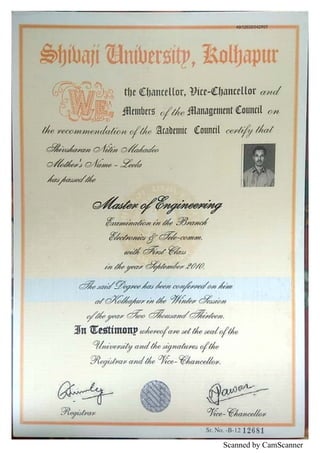 Shivaji University, Kolhapur
We, the Chancellor, Vice-Chancellor and
Members of the Management Council on
the recommendation of the Academic Council certify that
Shivsharan Nitin Mahadeo
Mother's Name - Leela
has passed the
Master of Engineering
Examination in the Branch
Electronics & Tele-comm.
with First Class
in the year September 2010.
The said Degree has been conferred on him
at Kolhapur in the Winter Session
of the year Two Thousand Thirteen.
In Testimony whereof are set the seal of the
University and the signatures of the
Registrar and the Vice-Chancellor.
Registrar Vice-Chancellor
Sr. No. -B-12 12681
Scanned by CamScanner